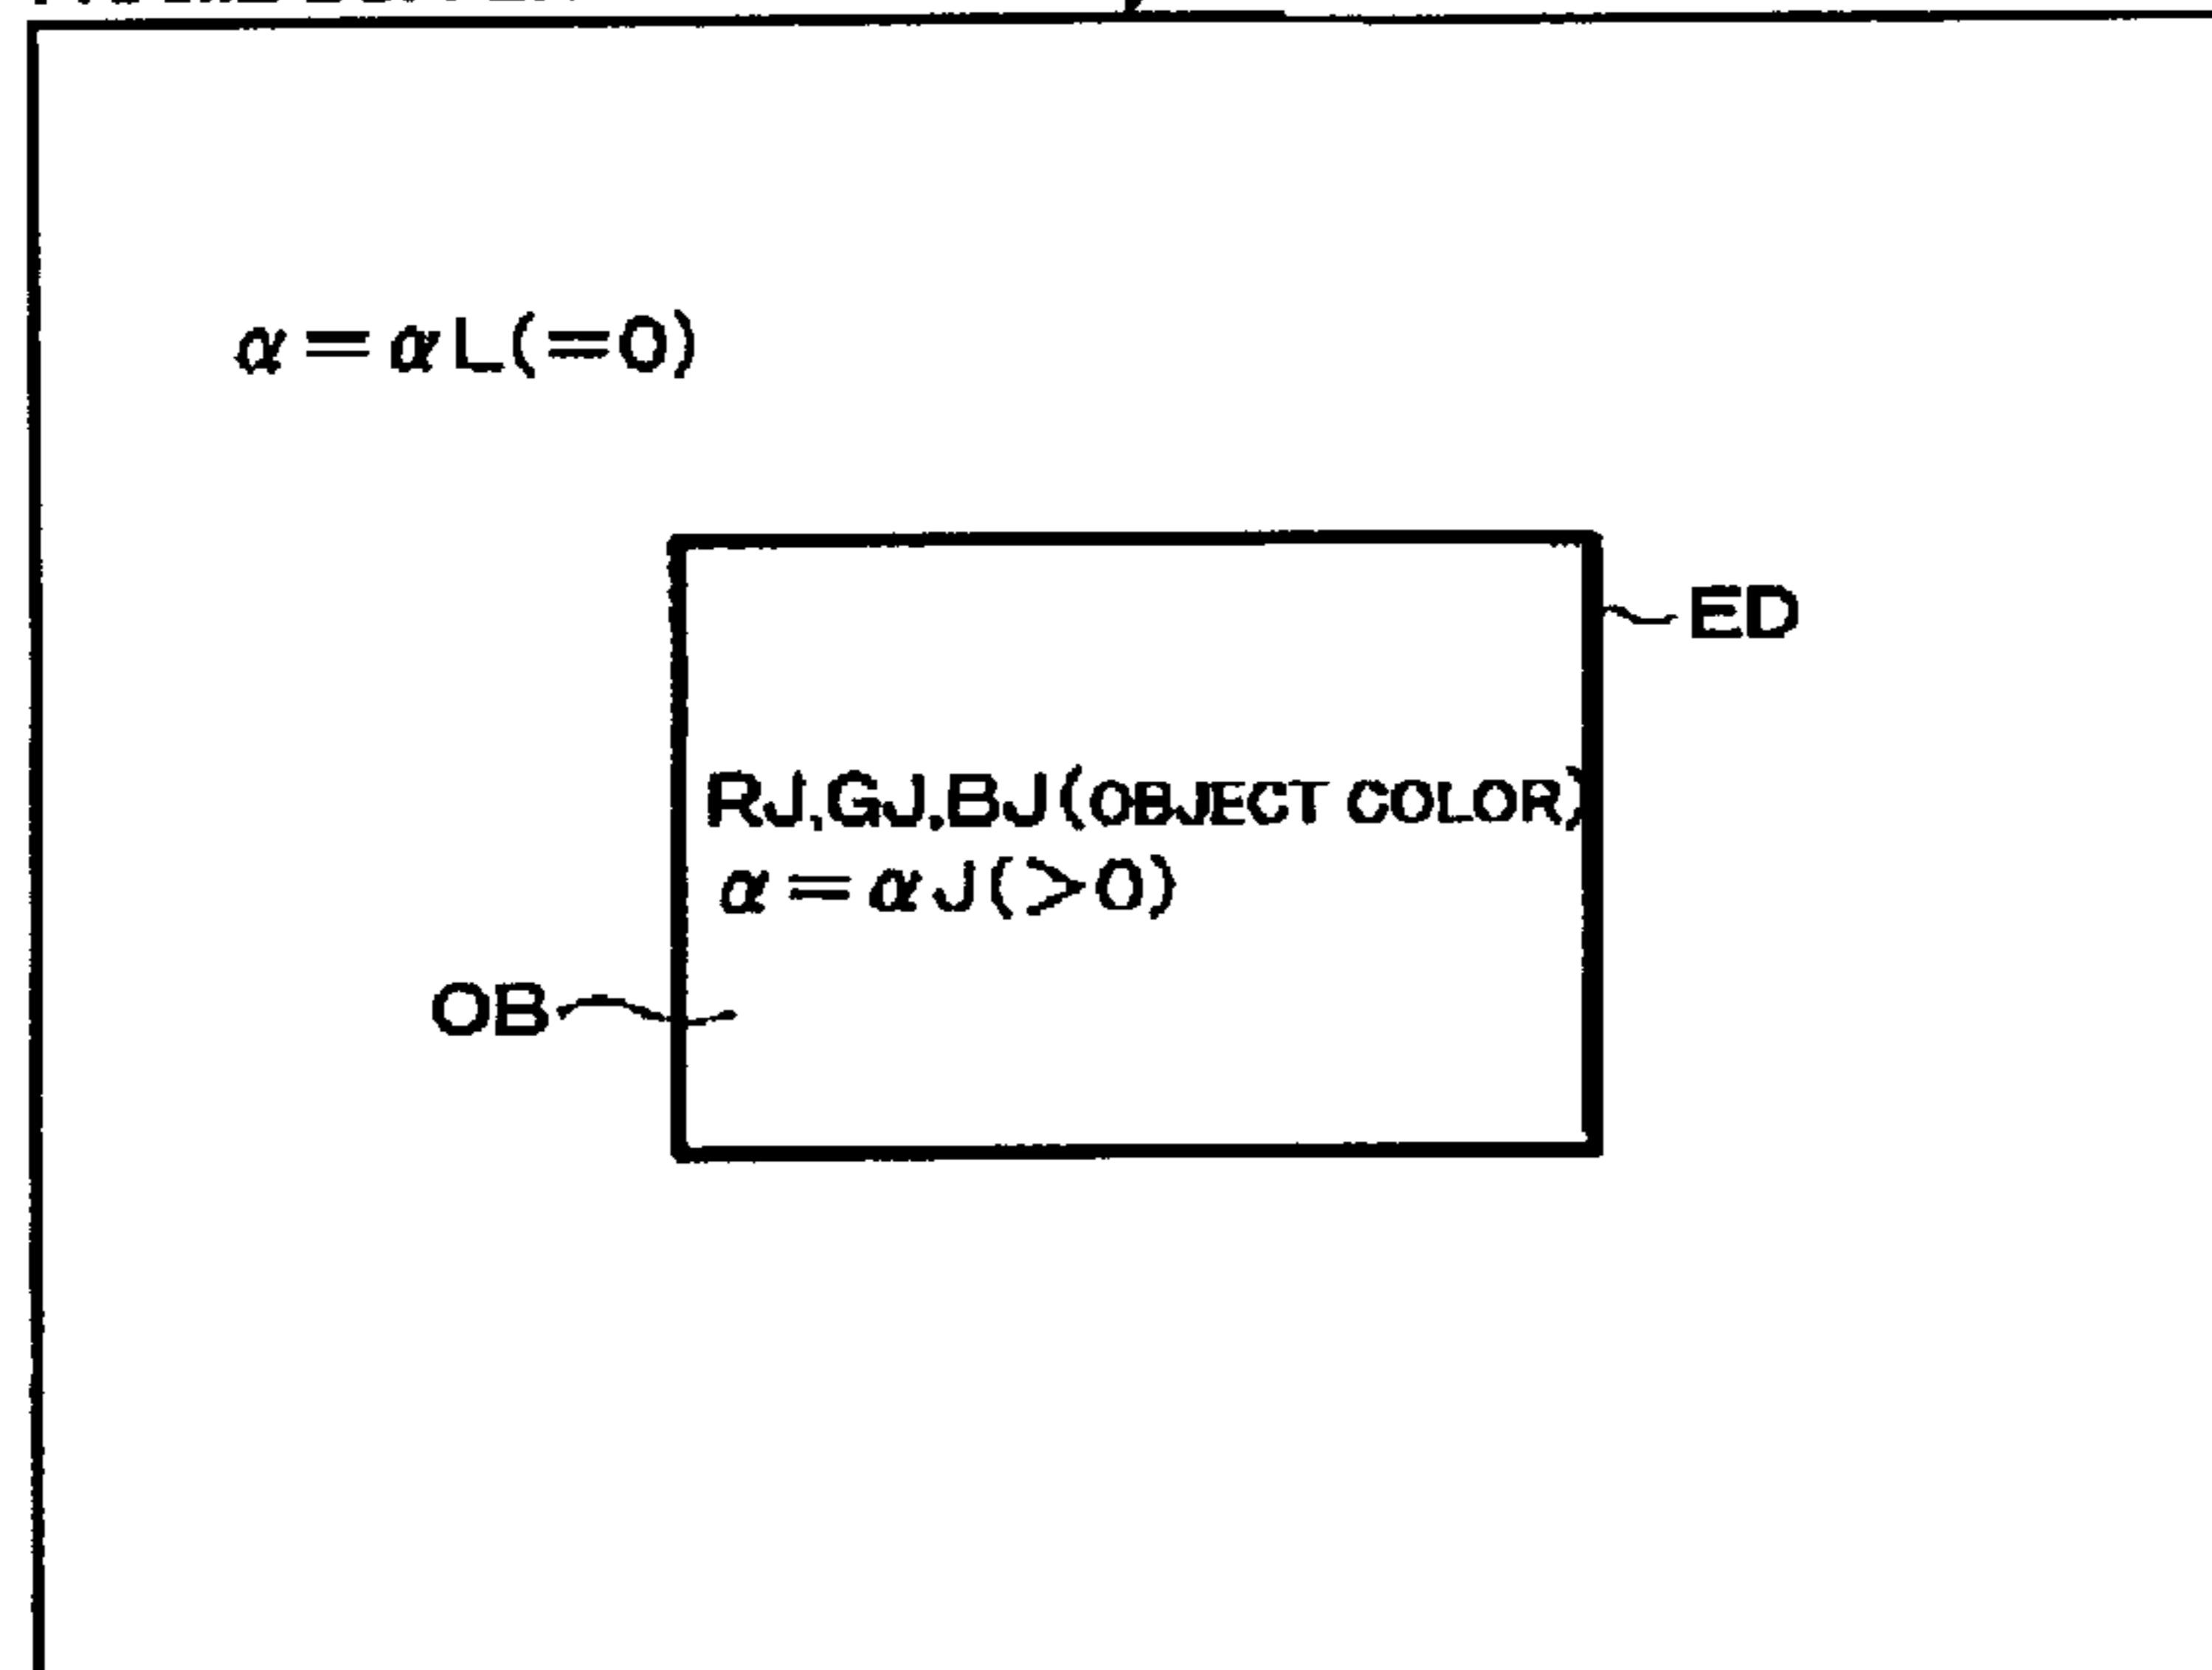 α=αL(=0)
ED
RJ,GJ,BJ(OBJECT COLOR)
α=αJ(>0)
OB